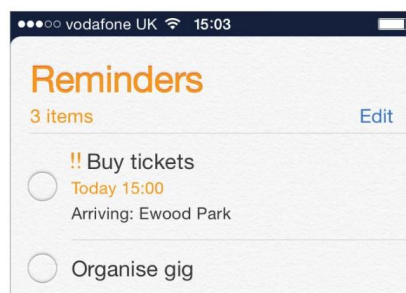 vodafone UK 15:03
Reminders
3 items Edit
!! Buy tickets
Today 15:00
Arriving: Ewood Park
Organise gig